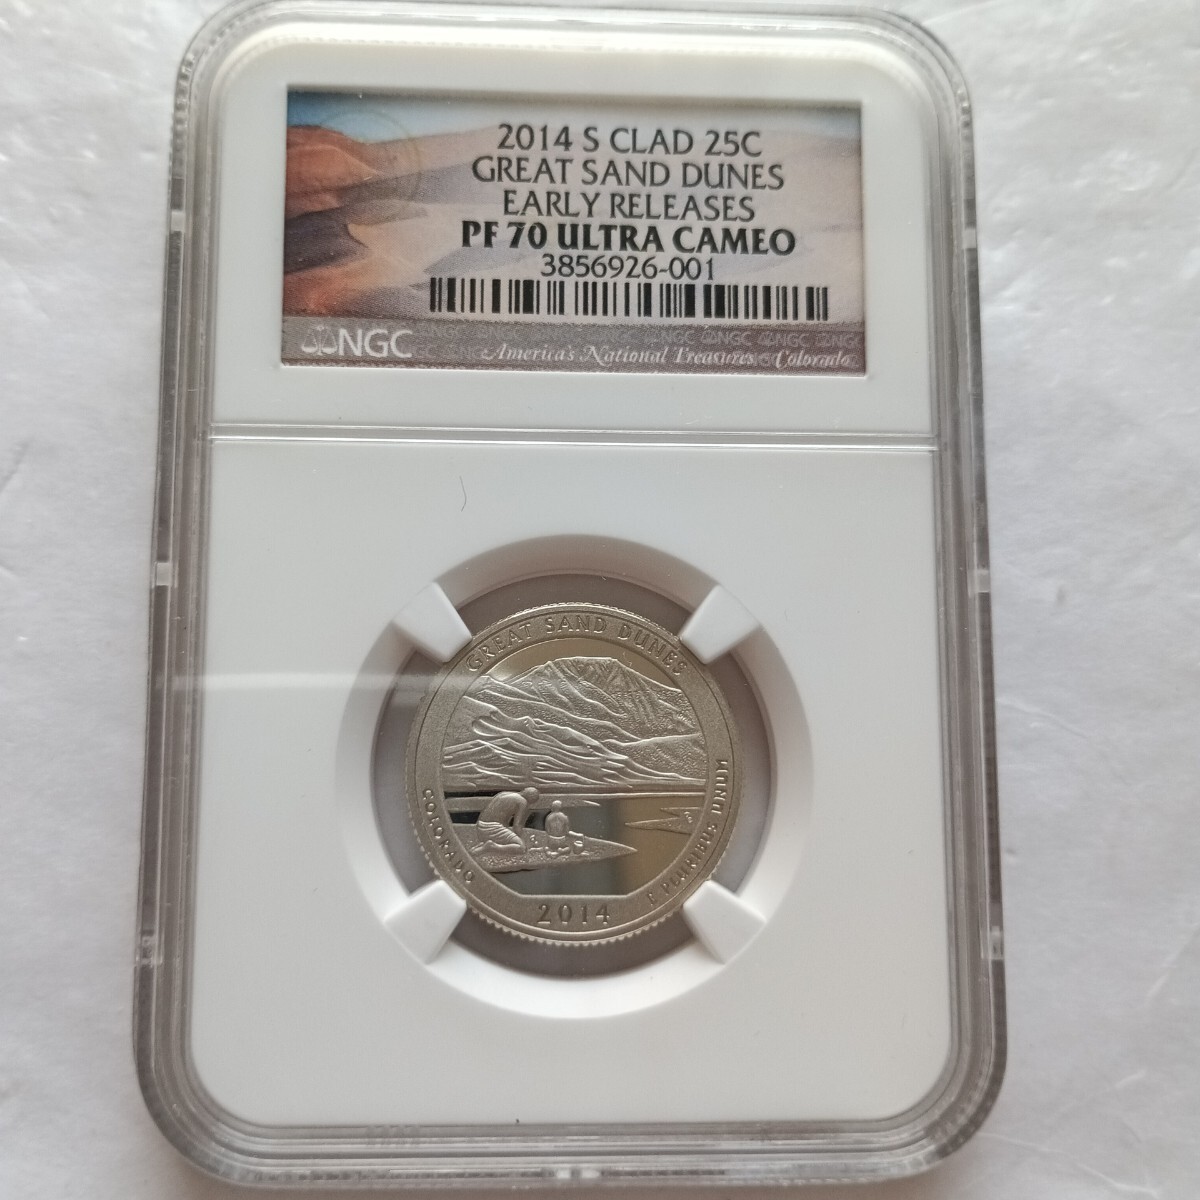 2014 S CLAD 25C
GREAT SAND DUNES
EARLY RELEASES
PF 70 ULTRA CAMEO
3856926-001
NGC
America's National Treasures - Colorado
GREAT SAND DUNES
COLORADO
2014
E PLURIBUS UNUM